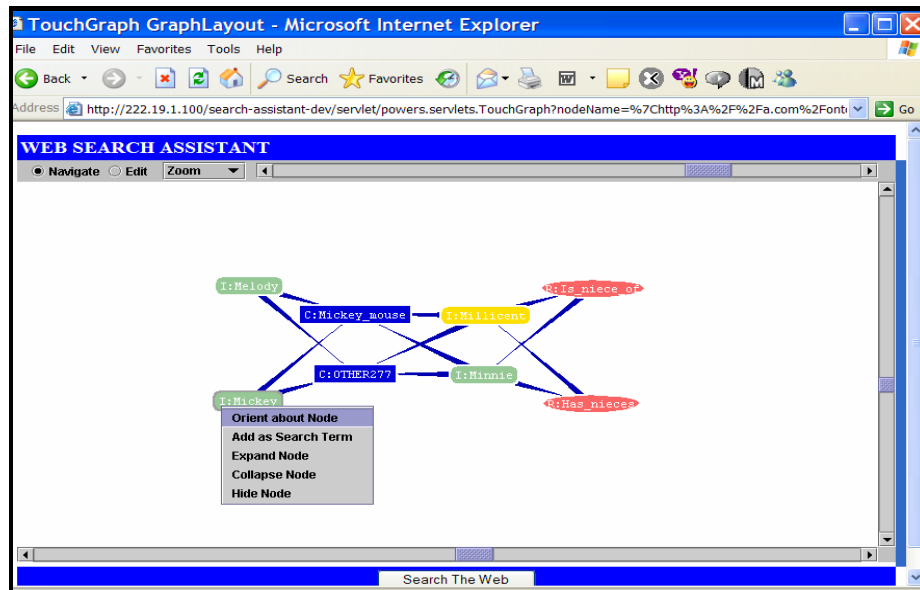 TouchGraph GraphLayout - Microsoft Internet Explorer
File Edit View Favorites Tools Help
Back Search Favorites
Address http://222.19.1.100/search-assistant-dev/servlet/powers.servlets.TouchGraph?nodeName=%7Chttp%3A%2F%2Fa.com%2Font Go
WEB SEARCH ASSISTANT
Navigate Edit Zoom
I:Melody
R:Is_niece_of
C:Mickey_mouse
I:Millicent
C:OTHER277
I:Minnie
I:Mickey
R:Has_nieces
Orient about Node
Add as Search Term
Expand Node
Collapse Node
Hide Node
Search The Web